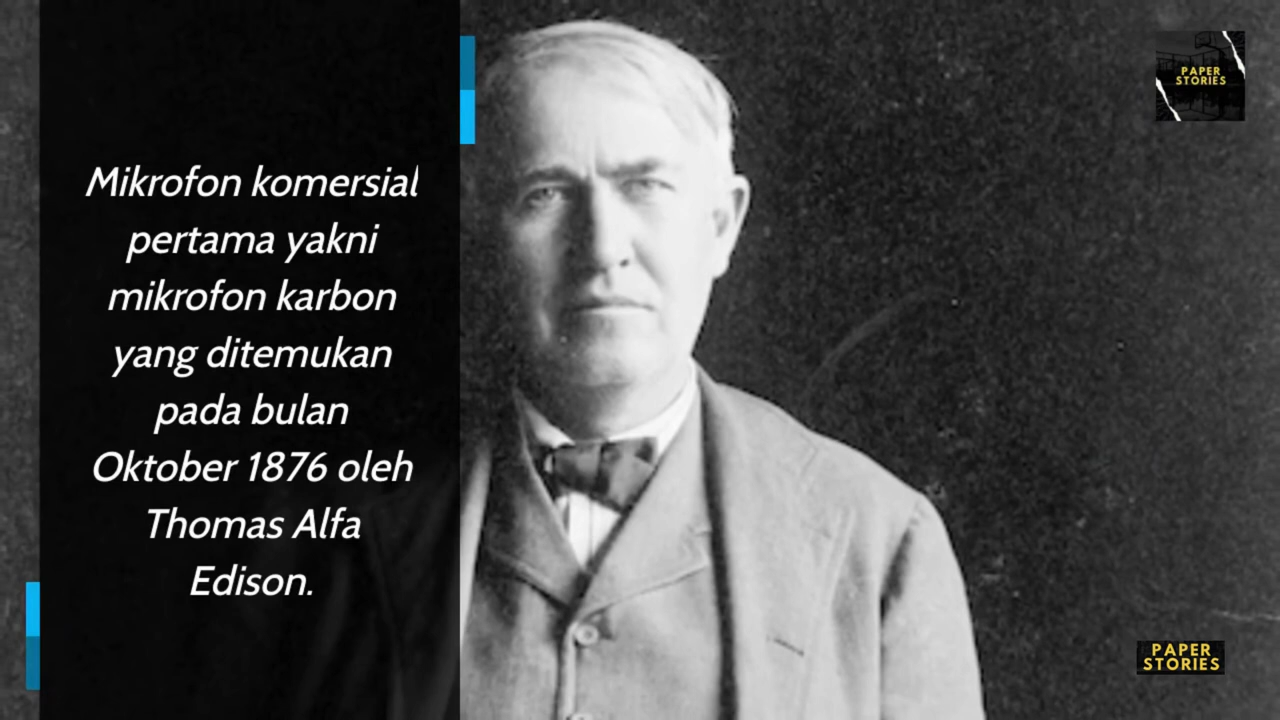 Mikrofon komersial
pertama yakni
mikrofon karbon
yang ditemukan
pada bulan
Oktober 1876 oleh
Thomas Alfa
Edison.
PAPER
STORIES
PAPER
STORIES